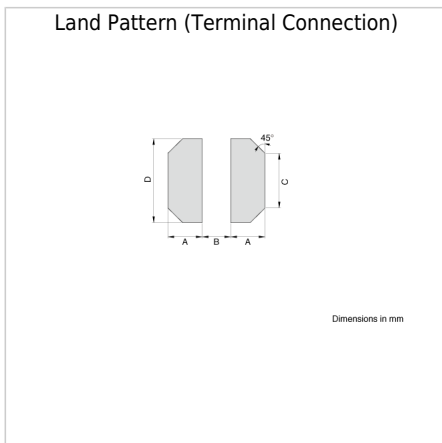 Land Pattern (Terminal Connection)
45°
D
C
A B A
Dimensions in mm